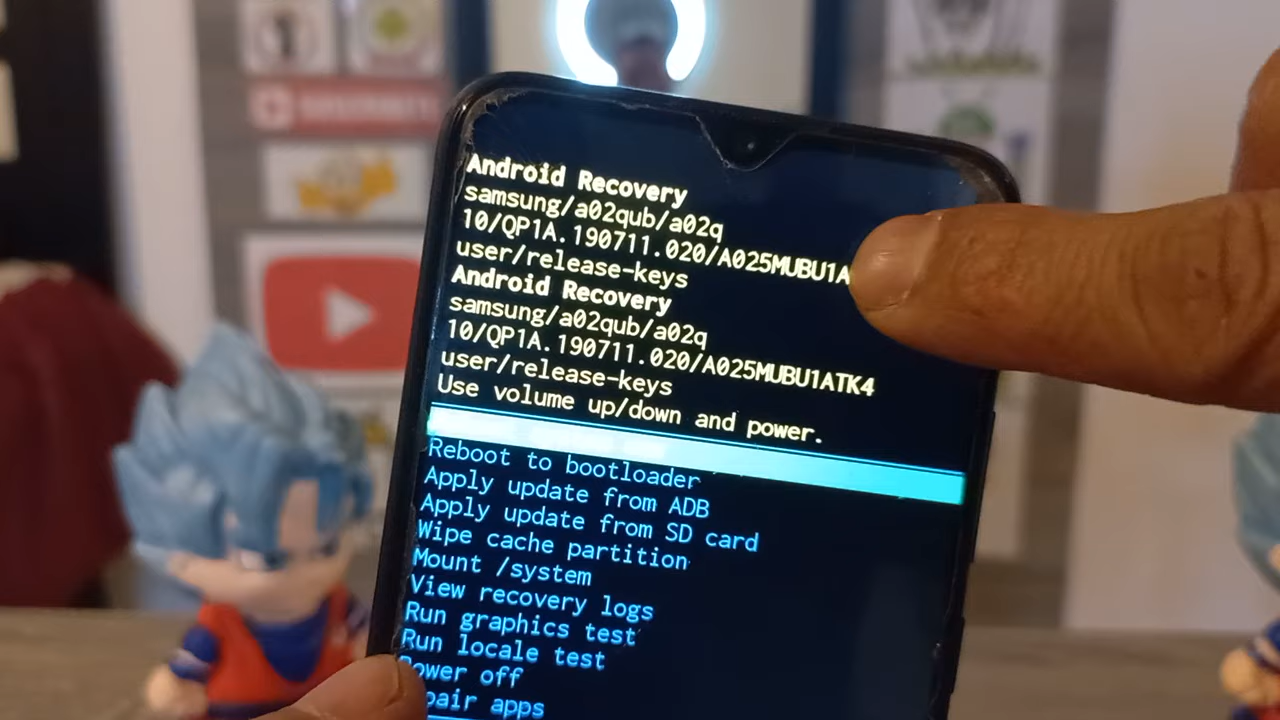 Android Recovery
samsung/a02qub/a02q
10/QP1A.190711.020/A025MUBU1A
user/release-keys
Android Recovery
samsung/a02qub/a02q
10/QP1A.190711.020/A025MUBU1ATK4
user/release-keys
Use volume up/down and power.
Reboot to bootloader
Apply update from ADB
Apply update from SD card
Wipe cache partition
Mount /system
View recovery logs
Run graphics test
Run locale test
ower off
pair apps